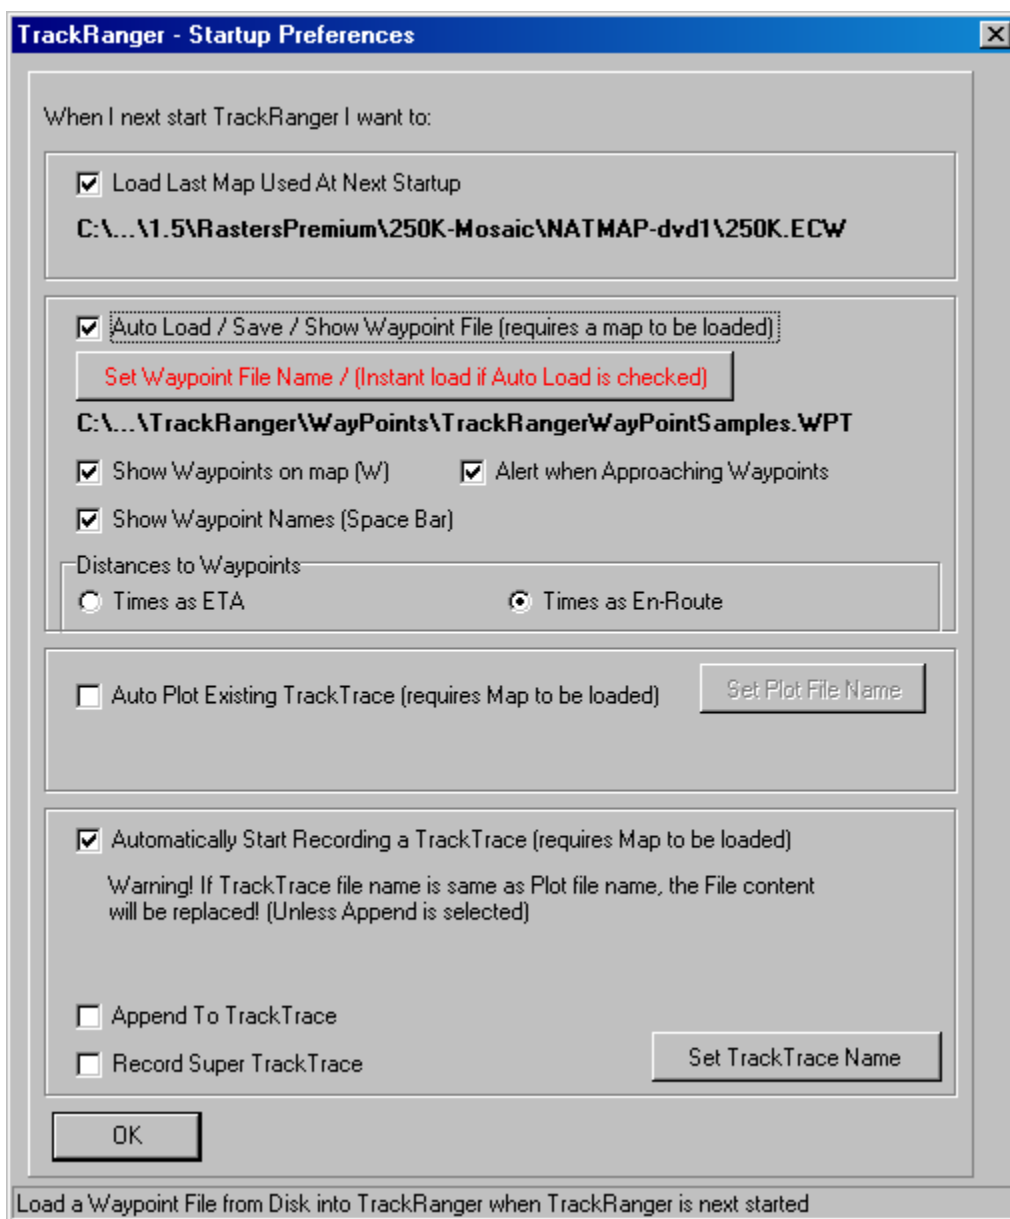 TrackRanger - Startup Preferences
When I next start TrackRanger I want to:
Load Last Map Used At Next Startup
C:\...\1.5\RastersPremium\250K-Mosaic\NATMAP-dvd1\250K.ECW
Auto Load / Save / Show Waypoint File (requires a map to be loaded)
Set Waypoint File Name / (Instant load if Auto Load is checked)
C:\...\TrackRanger\WayPoints\TrackRangerWayPointSamples.WPT
Show Waypoints on map (W) Alert when Approaching Waypoints
Show Waypoint Names (Space Bar)
Distances to Waypoints
Times as ETA Times as En-Route
Auto Plot Existing TrackTrace (requires Map to be loaded) Set Plot File Name
Automatically Start Recording a TrackTrace (requires Map to be loaded)
Warning! If TrackTrace file name is same as Plot file name, the File content
will be replaced! (Unless Append is selected)
Append To TrackTrace
Record Super TrackTrace Set TrackTrace Name
OK
Load a Waypoint File from Disk into TrackRanger when TrackRanger is next started